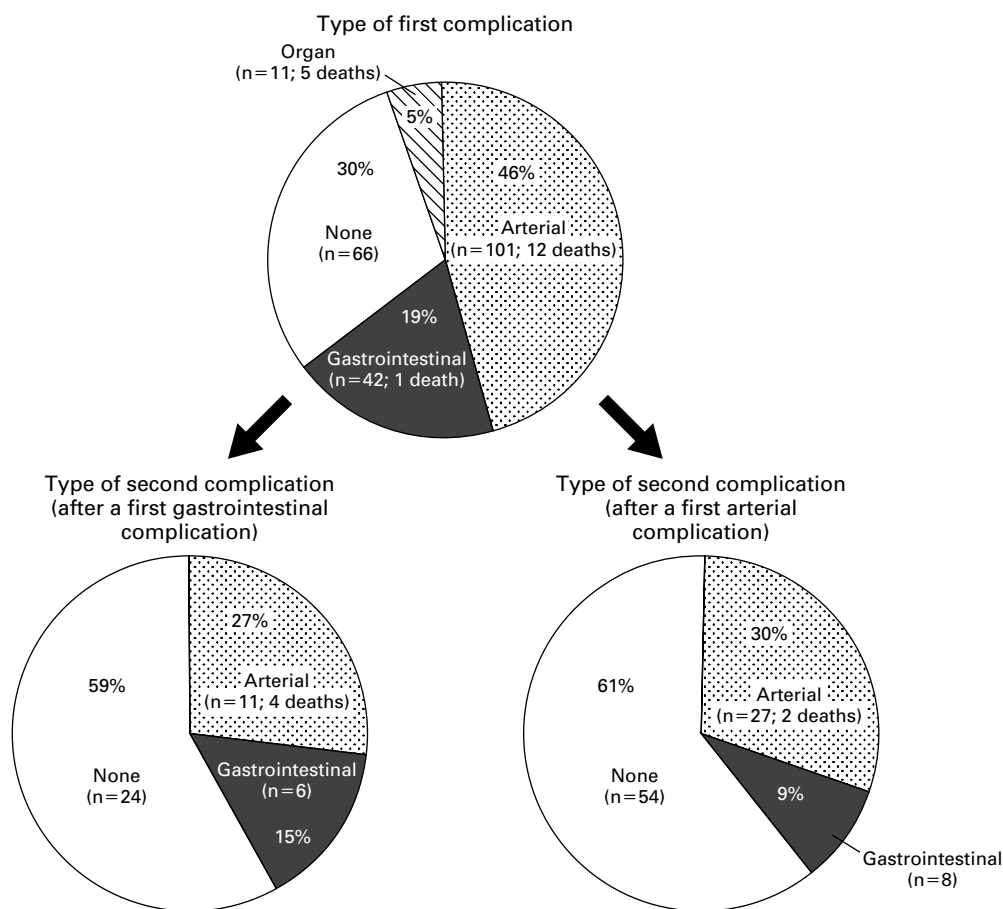 Type of first complication
Organ
(n=11; 5 deaths)
5%
30%
46%
None
(n=66)
Arterial
(n=101; 12 deaths)
19%
Gastrointestinal
(n=42; 1 death)
Type of second complication
(after a first gastrointestinal
complication)
27%
59%
Arterial
(n=11; 4 deaths)
None
(n=24)
Gastrointestinal
(n=6)
15%
Type of second complication
(after a first arterial
complication)
30%
61%
Arterial
(n=27; 2 deaths)
None
(n=54)
9%
Gastrointestinal
(n=8)